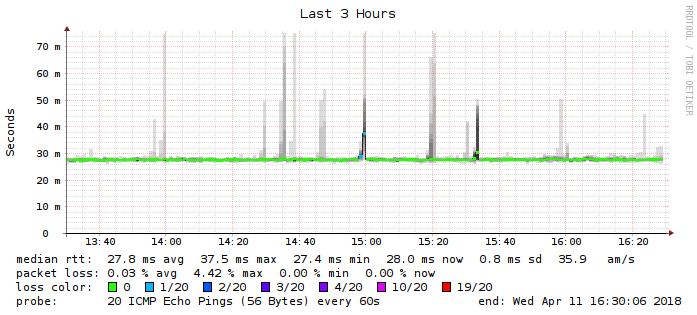 Last 3 Hours
RRDTOOL / TOBI OETIKER
Seconds
70 m
60 m
50 m
40 m
30 m
20 m
10 m
0
13:40 14:00 14:20 14:40 15:00 15:20 15:40 16:00 16:20
median rtt: 27.8 ms avg 37.5 ms max 27.4 ms min 28.0 ms now 0.8 ms sd 35.9 am/s
packet loss: 0.03 % avg 4.42 % max 0.00 % min 0.00 % now
loss color: 0 1/20 2/20 3/20 4/20 10/20 19/20
probe: 20 ICMP Echo Pings (56 Bytes) every 60s end: Wed Apr 11 16:30:06 2018